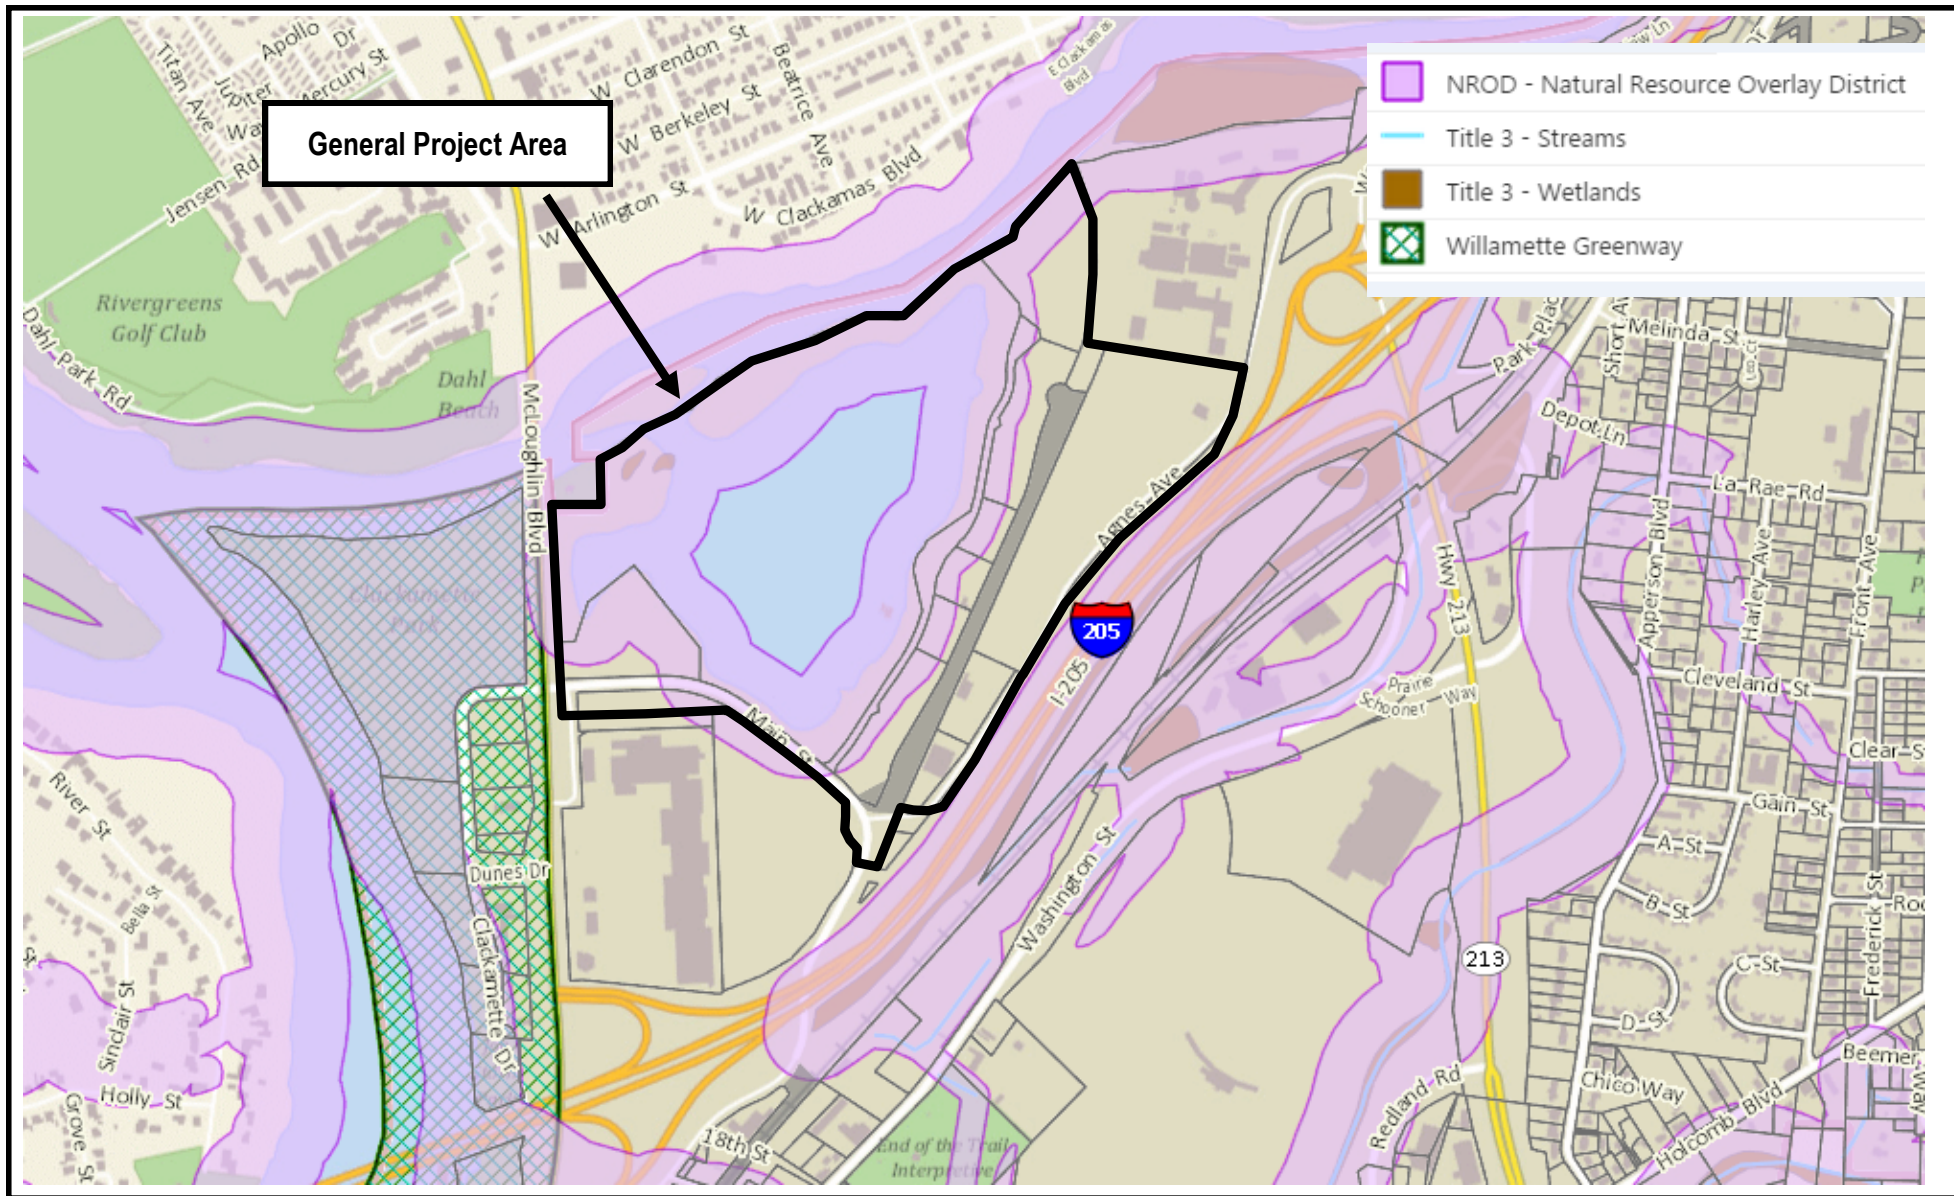 Apollo
Dr
Titan Ave
Jupiter
Mercury St
Jensen Rd
General Project Area
W Clarendon St
W Berkeley St
W Arlington St
Beatrice Ave
W Clackamas Blvd
E Clackamas
Blvd
NROD - Natural Resource Overlay District
Title 3 - Streams
Title 3 - Wetlands
Willamette Greenway
Rivergreens
Golf Club
Dahl Park Rd
Dahl
Beach
McLoughlin Blvd
Clackamette
Agnes Ave
Main St
I-205
205
Hwy 213
Park Plac
Short Av
Melinda St
Leo Ct
Depot Ln
La Rae Rd
Apperson Blvd
Harley Ave
Front Ave
Cleveland St
Prairie
Schooner Way
Clear St
Gain St
A St
B St
C St
D St
Frederick St
213
Washington St
Dunes Dr
Clackamette Dr
River St
Bella St
Sinclair St
Holly St
Grove St
18th St
End of the Trail
Interpretive
Redland Rd
Chico Way
Holcomb Blvd
Beemer
Way